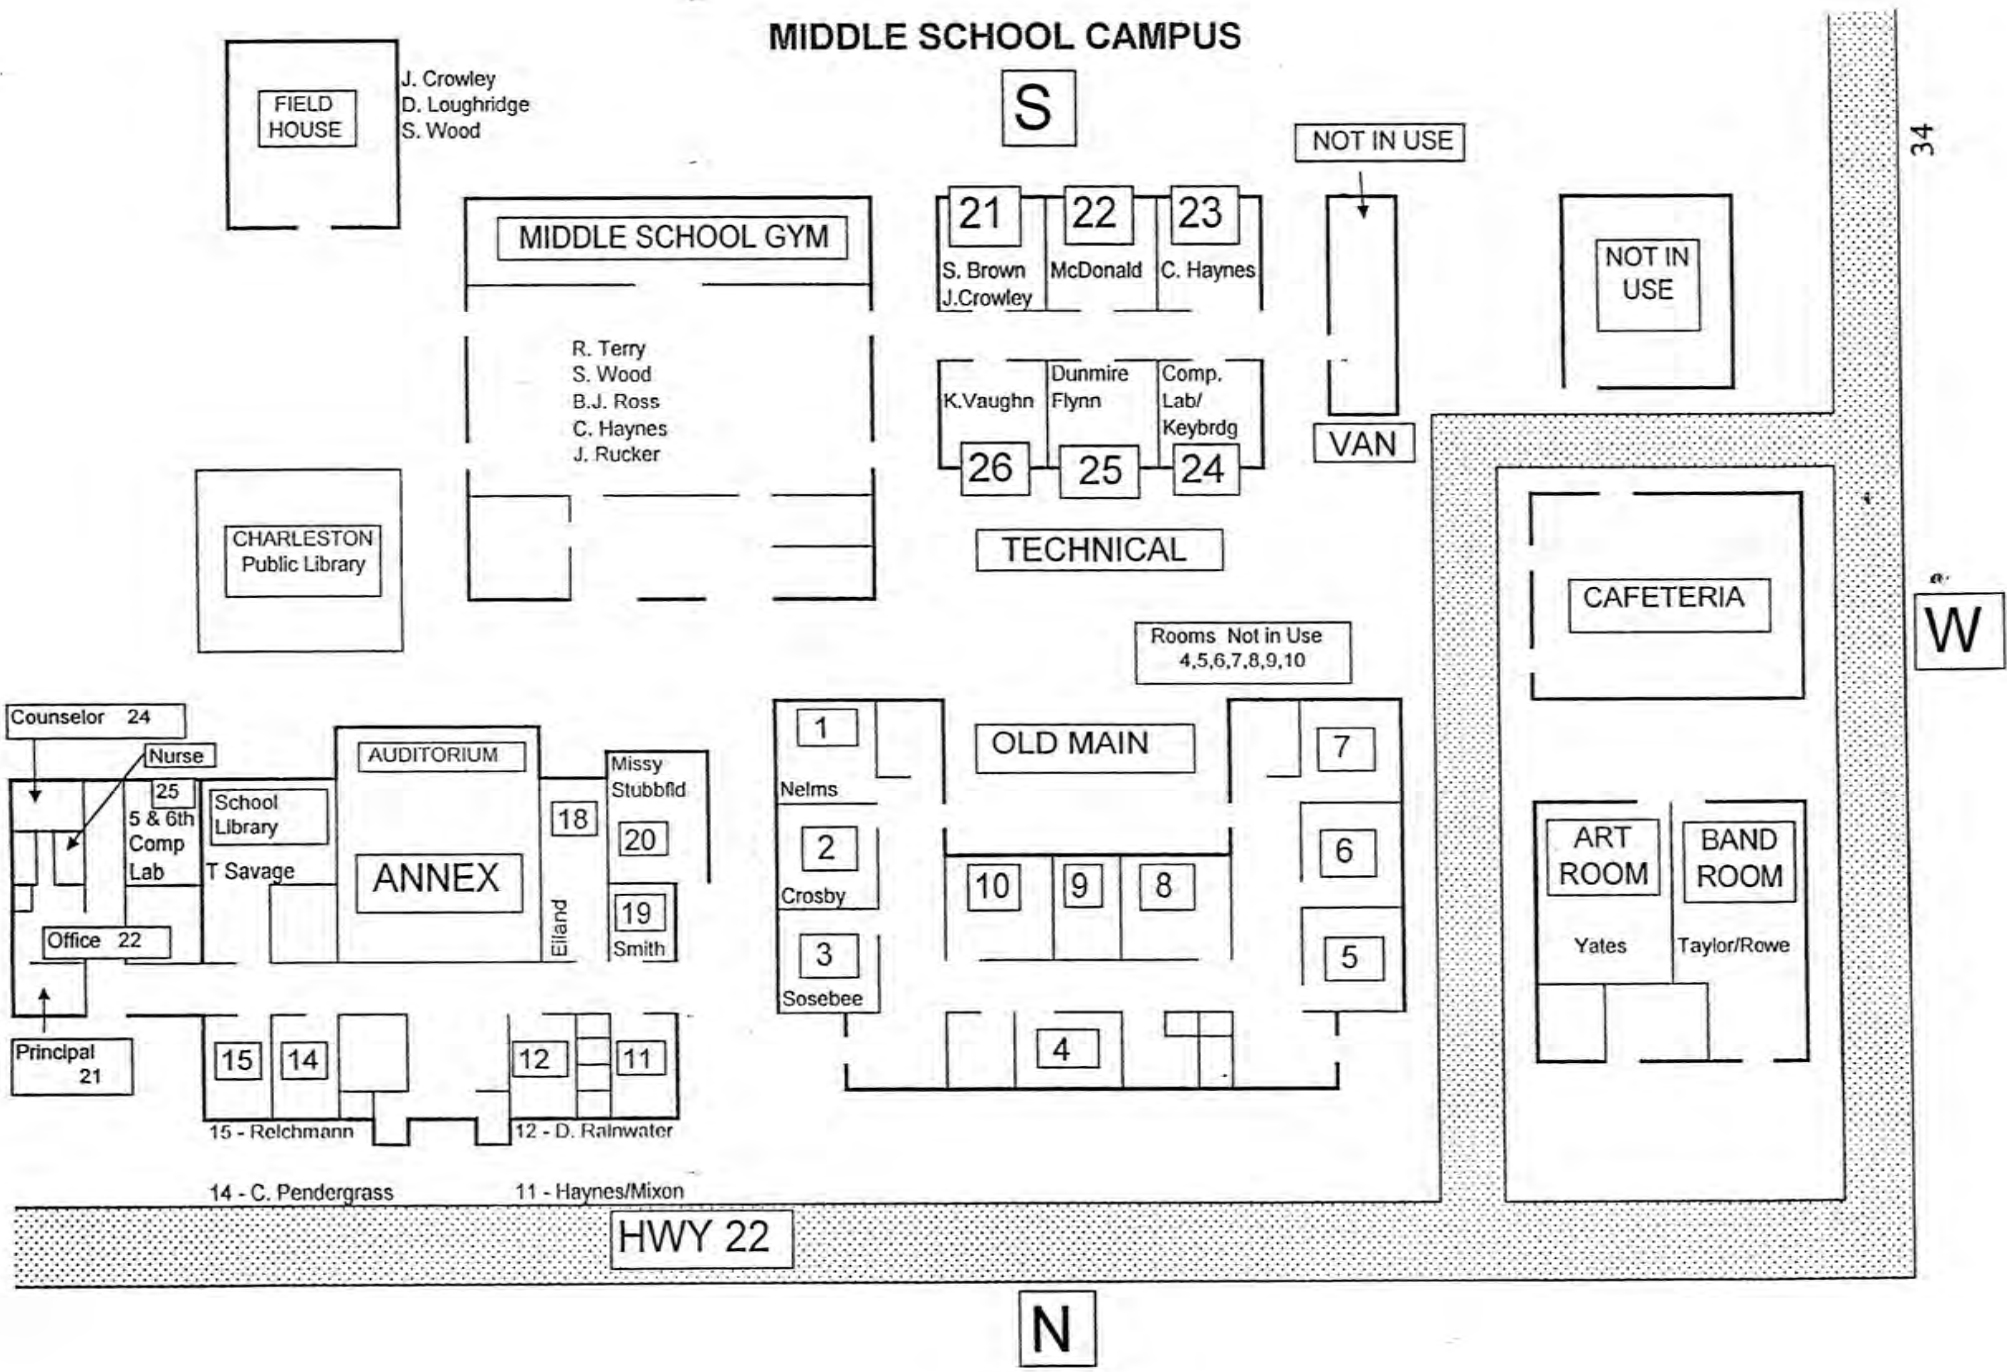 MIDDLE SCHOOL CAMPUS
S
34
FIELD
HOUSE
J. Crowley
D. Loughridge
S. Wood
NOT IN USE
MIDDLE SCHOOL GYM
R. Terry
S. Wood
B.J. Ross
C. Haynes
J. Rucker
21
22
23
S. Brown
J.Crowley
McDonald
C. Haynes
K.Vaughn
Dunmire
Flynn
Comp.
Lab/
Keybrdg
26
25
24
TECHNICAL
VAN
NOT IN
USE
CHARLESTON
Public Library
CAFETERIA
W
Rooms Not in Use
4,5,6,7,8,9,10
Counselor 24
Nurse
25
5 & 6th
Comp
Lab
School
Library
T Savage
AUDITORIUM
ANNEX
18
Eiland
Missy
Stubbfld
20
19
Smith
Office 22
Principal
21
15
14
12
11
15 - Reichmann
12 - D. Rainwater
14 - C. Pendergrass
11 - Haynes/Mixon
1
Nelms
2
Crosby
3
Sosebee
OLD MAIN
10
9
8
7
6
5
4
ART
ROOM
Yates
BAND
ROOM
Taylor/Rowe
HWY 22
N